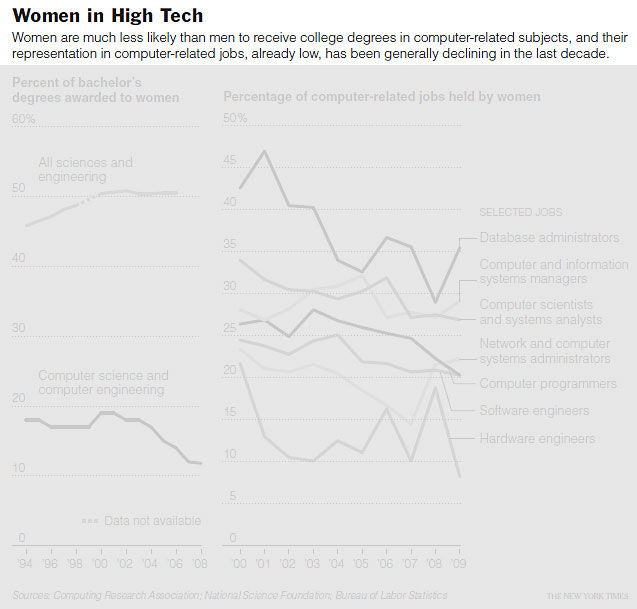 Women in High Tech
Women are much less likely than men to receive college degrees in computer-related subjects, and their
representation in computer-related jobs, already low, has been generally declining in the last decade.
Percent of bachelor's
degrees awarded to women
60%
All sciences and
engineering
50
40
30
Computer science and
computer engineering
20
10
Data not available
0
'94 '96 '98 '00 '02 '04 '06 '08
Percentage of computer-related jobs held by women
50%
45
40
35
30
25
20
15
10
5
0
'00 '01 '02 '03 '04 '05 '06 '07 '08 '09
SELECTED JOBS
Database administrators
Computer and information
systems managers
Computer scientists
and systems analysts
Network and computer
systems administrators
Computer programmers
Software engineers
Hardware engineers
Sources: Computing Research Association; National Science Foundation; Bureau of Labor Statistics
THE NEW YORK TIMES